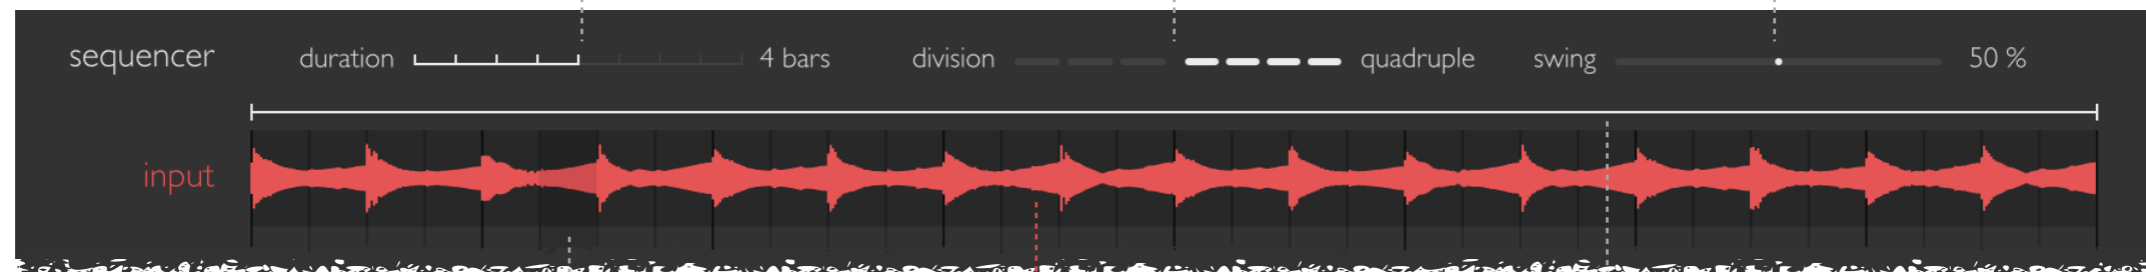 sequencer duration 4 bars division quadruple swing 50 %
input